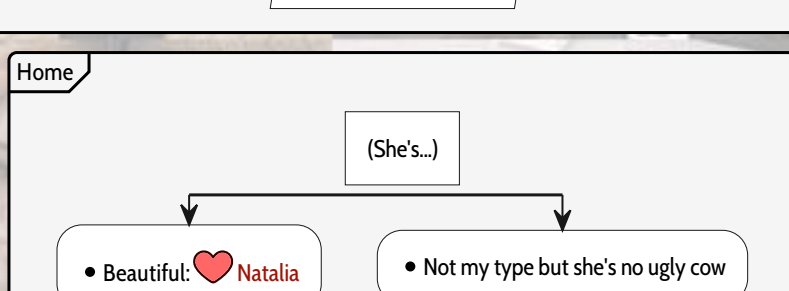 Home
(She's...)
Beautiful: Natalia
Not my type but she's no ugly cow